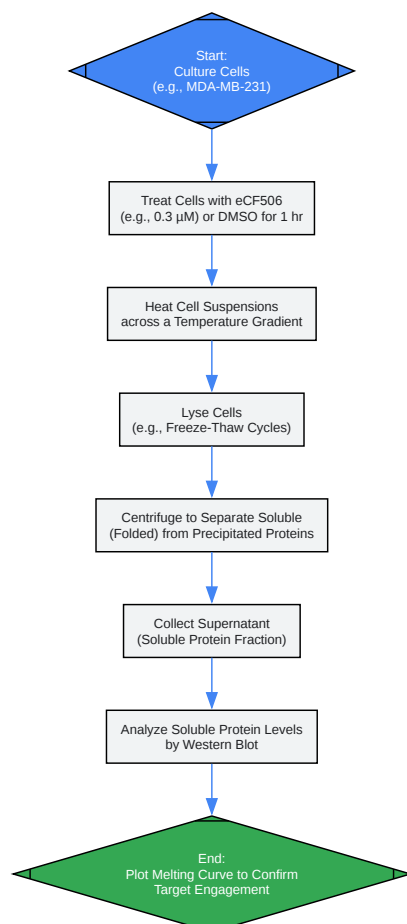 Start:
Culture Cells
(e.g., MDA-MB-231)
Treat Cells with eCF506
(e.g., 0.3 µM) or DMSO for 1 hr
Heat Cell Suspensions
across a Temperature Gradient
Lyse Cells
(e.g., Freeze-Thaw Cycles)
Centrifuge to Separate Soluble
(Folded) from Precipitated Proteins
Collect Supernatant
(Soluble Protein Fraction)
Analyze Soluble Protein Levels
by Western Blot
End:
Plot Melting Curve to Confirm
Target Engagement